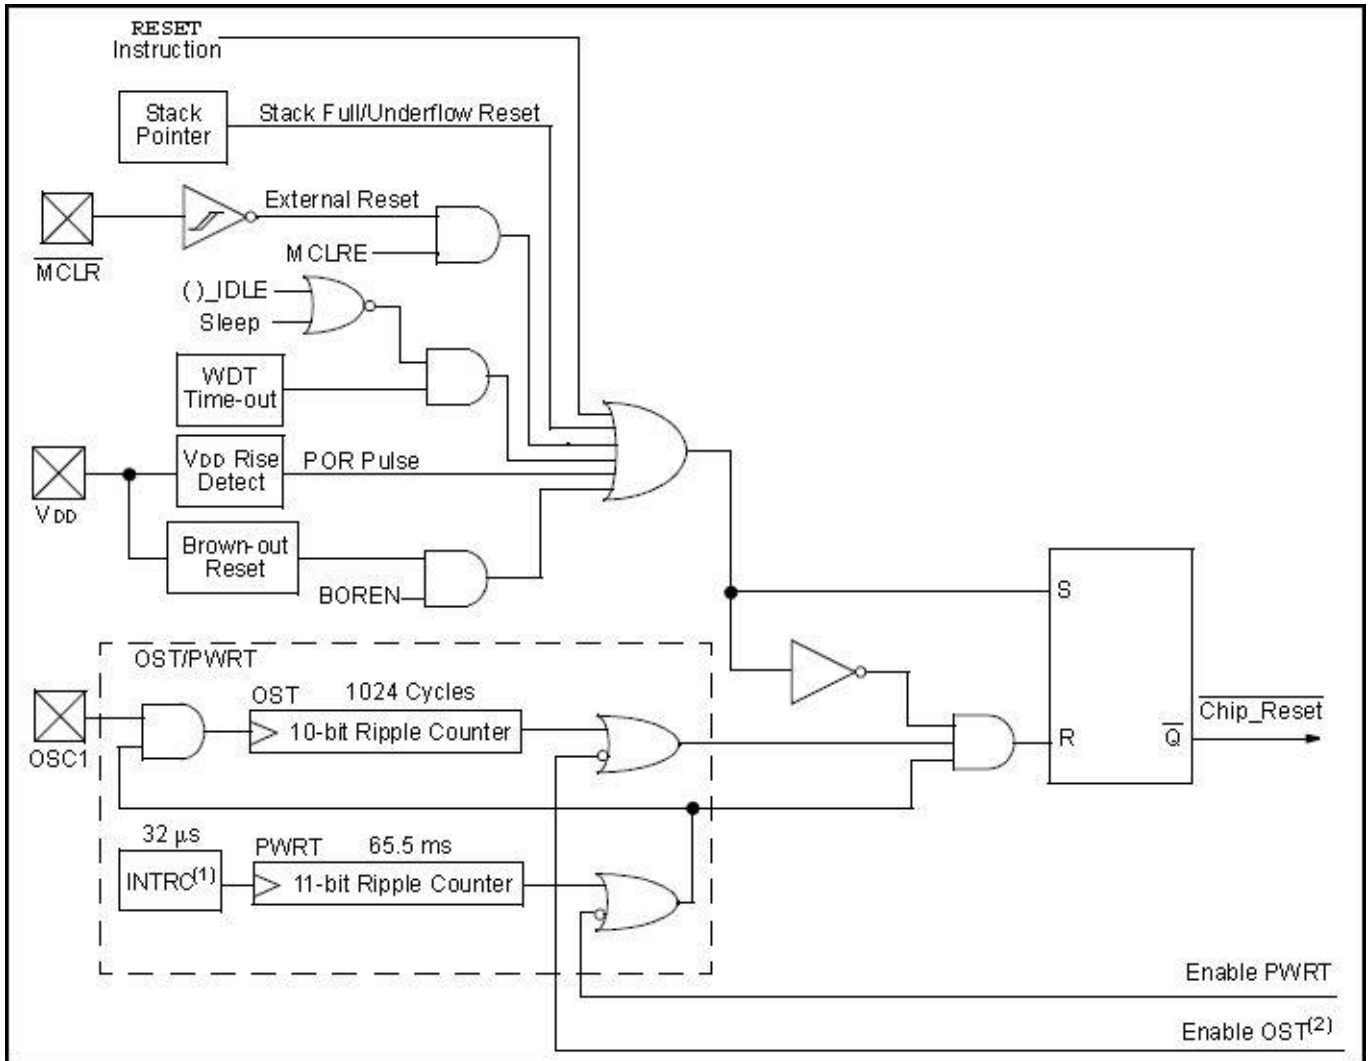 RESET
Instruction
Stack
Pointer
Stack Full/Underflow Reset
External Reset
MCLR
MCLRE
( )_IDLE
Sleep
WDT
Time-out
VDD Rise
Detect
POR Pulse
VDD
Brown-out
Reset
BOREN
S
OST/PWRT
OST
1024 Cycles
10-bit Ripple Counter
OSC1
R
Q
Chip_Reset
32 μs
INTRC(1)
PWRT
65.5 ms
11-bit Ripple Counter
Enable PWRT
Enable OST(2)